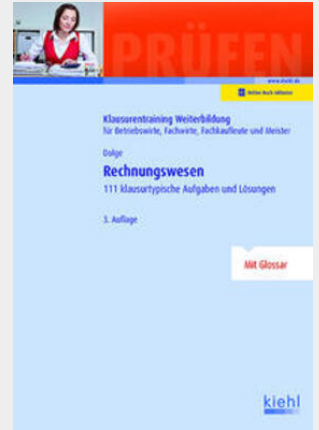 PRÜFEN
www.kiehl.de
Online-Buch inklusive
Klausurentraining Weiterbildung
für Betriebswirte, Fachwirte, Fachkaufleute und Meister
Dolge
Rechnungswesen
111 klausurtypische Aufgaben und Lösungen
3. Auflage
Mit Glossar
kiehl